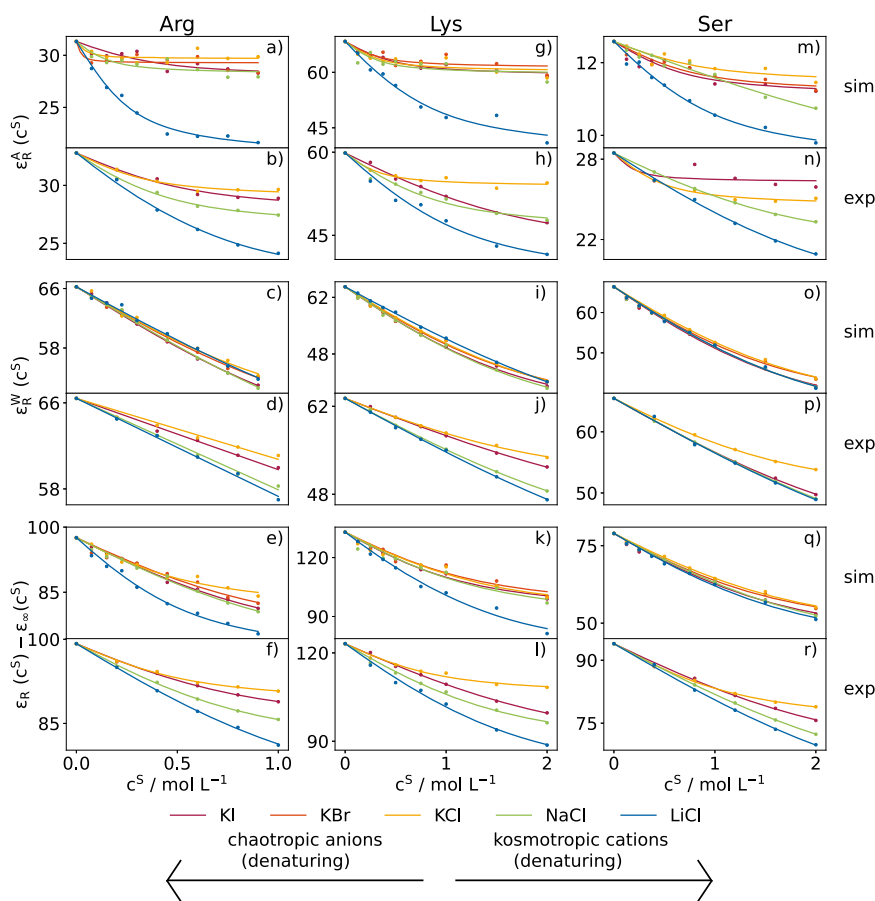 Arg Lys Ser
a) g) m)
30 60 12
25 45 10
sim
ε_R^A (c^S)
b) h) n)
30 60 28
25 45 22
exp
c) i) o)
66 62 60
58 48 50
sim
ε_R^W (c^S)
d) j) p)
66 62 60
58 48 50
exp
e) k) q)
100 120 75
85 90 50
sim
ε_R (c^S) − ε_∞(c^S)
f) l) r)
100 120 90
85 90 75
exp
0.0 0.5 1.0 0 1 2 0 1 2
c^S / mol L^−1 c^S / mol L^−1 c^S / mol L^−1
KI KBr KCl NaCl LiCl
chaotropic anions kosmotropic cations
(denaturing) (denaturing)